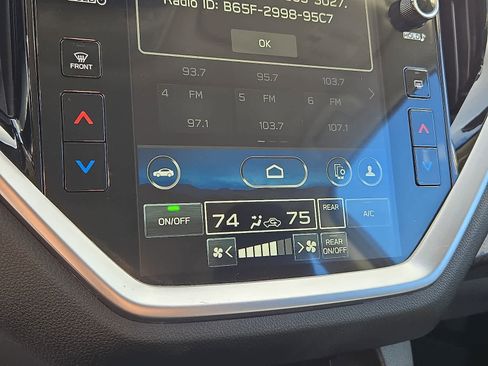 Radio ID: B65F-2998-95C7
OK
FRONT
93.7 95.7 103.7
4 FM 5 FM 6 FM
97.1 103.7 107.1
74 75 REAR
ON/OFF
A/C
REAR
ON/OFF